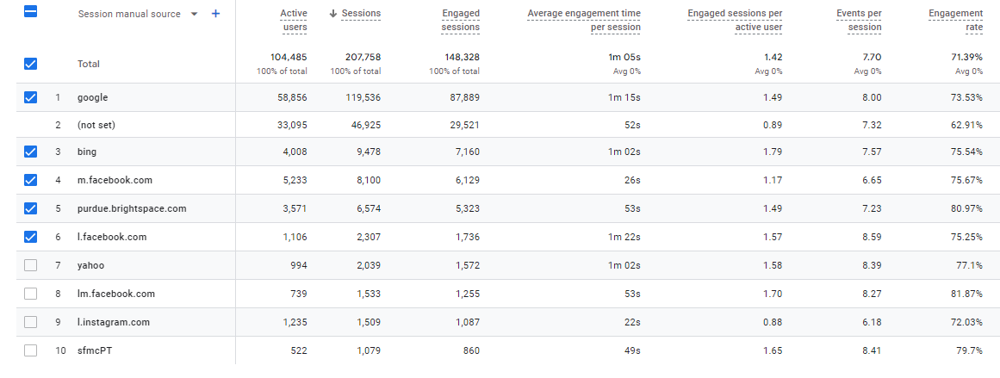 Session manual source Active users Sessions Engaged sessions Average engagement time per session Engaged sessions per active user Events per session Engagement rate
Total 104,485 207,758 148,328 1m 05s 1.42 7.70 71.39%
100% of total 100% of total 100% of total Avg 0% Avg 0% Avg 0% Avg 0%
1 google 58,856 119,536 87,889 1m 15s 1.49 8.00 73.53%
2 (not set) 33,095 46,925 29,521 52s 0.89 7.32 62.91%
3 bing 4,008 9,478 7,160 1m 02s 1.79 7.57 75.54%
4 m.facebook.com 5,233 8,100 6,129 26s 1.17 6.65 75.67%
5 purdue.brightspace.com 3,571 6,574 5,323 53s 1.49 7.23 80.97%
6 l.facebook.com 1,106 2,307 1,736 1m 22s 1.57 8.59 75.25%
7 yahoo 994 2,039 1,572 1m 02s 1.58 8.39 77.1%
8 lm.facebook.com 739 1,533 1,255 53s 1.70 8.27 81.87%
9 l.instagram.com 1,235 1,509 1,087 22s 0.88 6.18 72.03%
10 sfmcPT 522 1,079 860 49s 1.65 8.41 79.7%